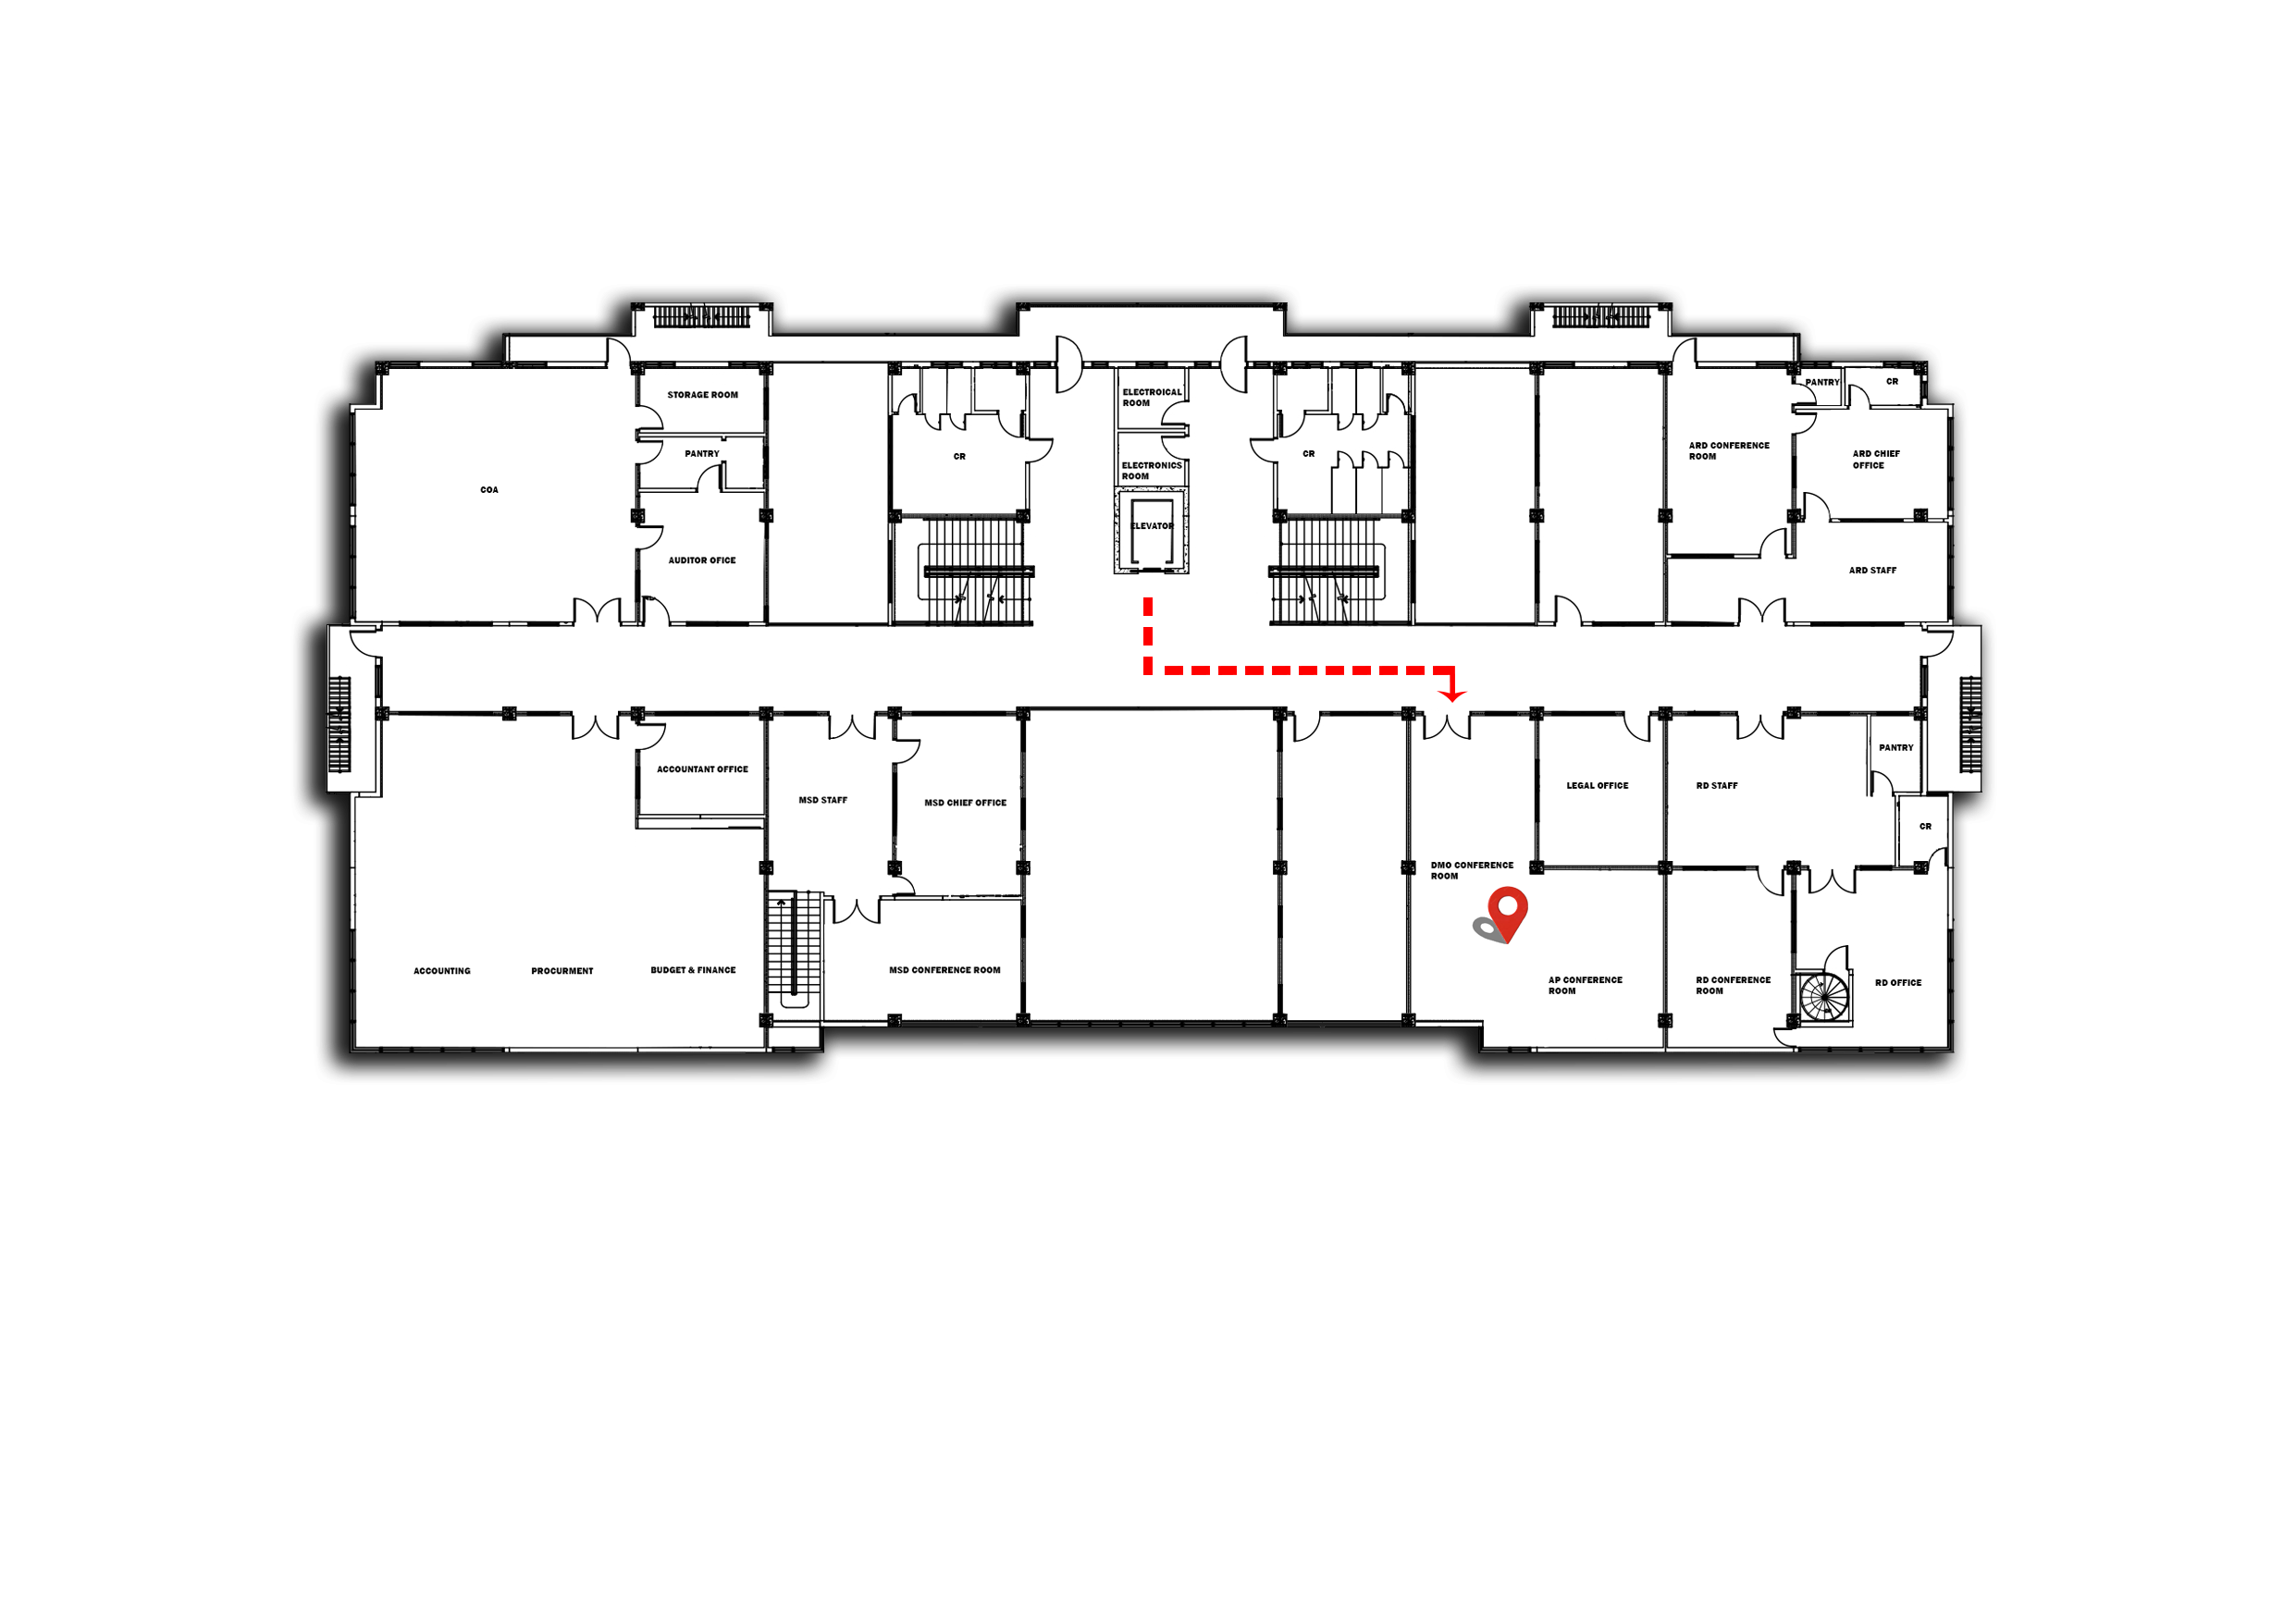 STORAGE ROOM
ELECTROICAL
ROOM
PANTRY
CR
PANTRY
CR
CR
ARD CONFERENCE
ROOM
ARD CHIEF
OFFICE
ELECTRONICS
ROOM
COA
ELEVATOR
AUDITOR OFICE
ARD STAFF
ACCOUNTANT OFFICE
PANTRY
MSD STAFF
MSD CHIEF OFFICE
LEGAL OFFICE
RD STAFF
CR
DMO CONFERENCE
ROOM
ACCOUNTING
PROCURMENT
BUDGET & FINANCE
MSD CONFERENCE ROOM
AP CONFERENCE
ROOM
RD CONFERENCE
ROOM
RD OFFICE